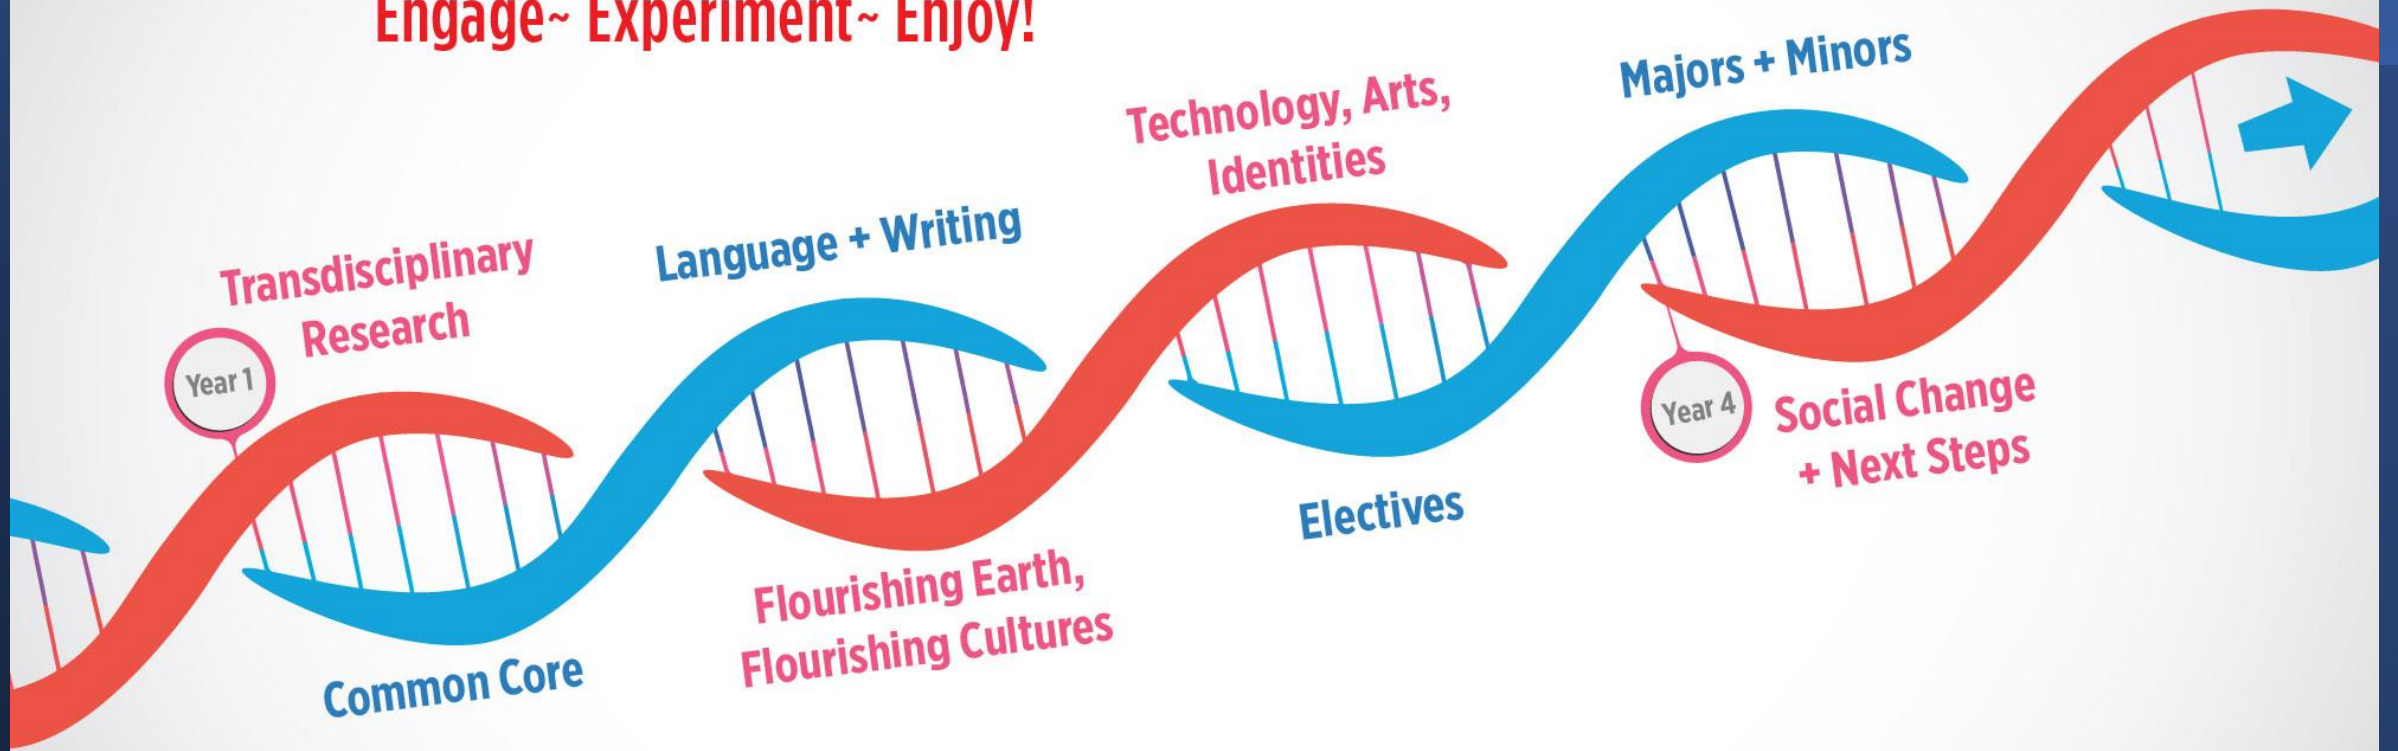 Engage~ Experiment~ Enjoy!
Transdisciplinary
Research
Year 1
Common Core
Language + Writing
Flourishing Earth,
Flourishing Cultures
Technology, Arts,
Identities
Electives
Majors + Minors
Year 4
Social Change
+ Next Steps